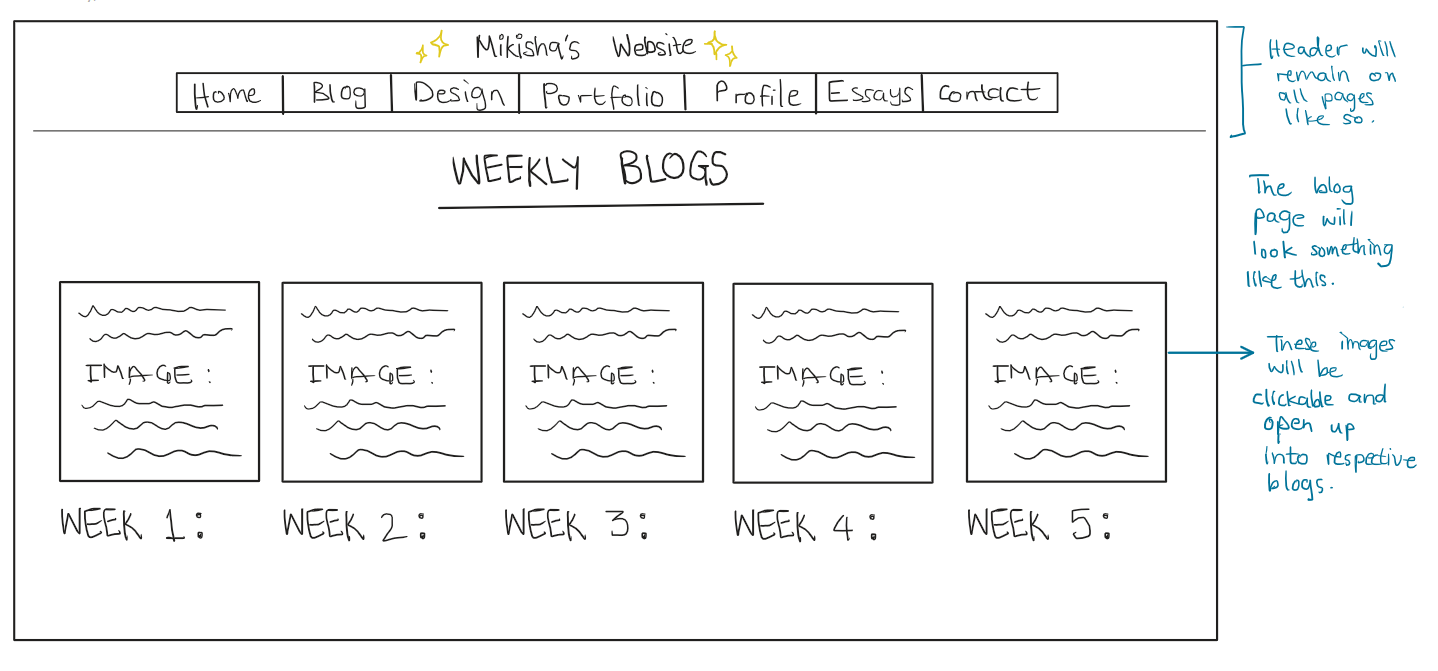 Mikisha's Website
Home Blog Design Portfolio Profile Essays Contact
WEEKLY BLOGS
IMAGE : IMAGE : IMAGE : IMAGE : IMAGE :
WEEK 1: WEEK 2: WEEK 3: WEEK 4: WEEK 5:
Header will
remain on
all pages
like so.
The blog
page will
look something
like this.
These images
will be
clickable and
open up
into respective
blogs.